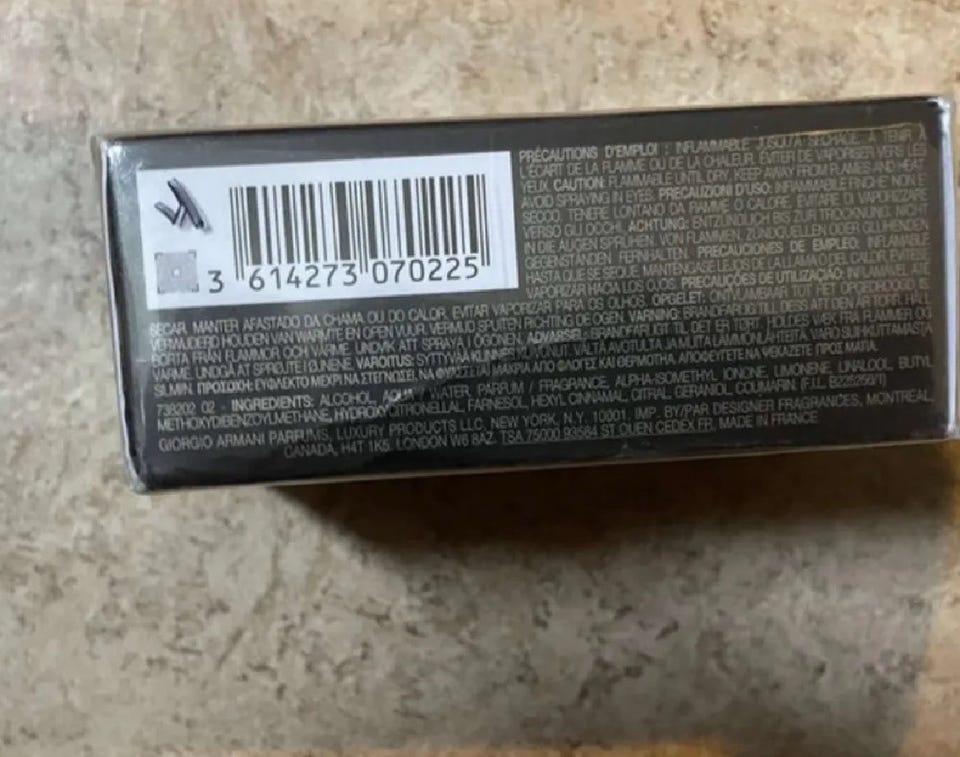 3 614273 070225
PRÉCAUTIONS D'EMPLOI : INFLAMMABLE JUSQU'À SÉCHAGE. À TENIR À
L'ÉCART DE LA FLAMME OU DE LA CHALEUR. ÉVITER DE VAPORISER VERS LES
YEUX. CAUTION: FLAMMABLE UNTIL DRY. KEEP AWAY FROM FLAMES AND HEAT.
AVOID SPRAYING IN EYES. PRECAUZIONI D'USO: INFIAMMABILE FINCHÉ NON È
SECCO. TENERE LONTANO DA FIAMME O CALORE. EVITARE DI VAPORIZZARE
VERSO GLI OCCHI. ACHTUNG: ENTZÜNDLICH BIS ZUR TROCKNUNG. NICHT
IN DIE AUGEN SPRÜHEN. VON FLAMMEN, ZÜNDQUELLEN ODER GLÜHENDEN
GEGENSTÄNDEN FERNHALTEN. PRECAUCIONES DE EMPLEO: INFLAMABLE
HASTA QUE SE SEQUE. MANTÉNGASE LEJOS DE LA LLAMA O EL CALOR. EVITAR
VAPORIZAR HACIA LOS OJOS. PRECAUÇÕES DE UTILIZAÇÃO: INFLAMÁVEL ATÉ
SECAR. MANTER AFASTADO DA CHAMA OU DO CALOR. EVITAR VAPORIZAR PARA OS OLHOS. OPGELET: ONTVLAMBAAR TOT HET OPGEDROOGD IS.
VERWIJDERD HOUDEN VAN WARMTE EN OPEN VUUR. VERMIJD SPUITEN RICHTING DE OGEN. VARNING: BRANDFARLIGT TILL DESS ATT DEN ÄR TORR. HÅLL
BORTA FRÅN FLAMMOR OCH VÄRME. UNDVIK ATT SPRAYA I ÖGONEN. ADVARSEL: BRANDFARLIGT TIL DET ER TØRT. HOLDES VÆK FRA FLAMMER OG
VARME. UNDGÅ AT SPRØJTE I ØJNENE. VAROITUS: SYTTYVÄÄ KUNNES KUIVUNUT. VÄLTÄ AVOTULTA JA MUITA LÄMMÖNLÄHTEITÄ. VARO SUIHKUTTAMASTA
SILMIIN. ΠΡΟΣΟΧΗ: ΕΥΦΛΕΚΤΟ ΜΕΧΡΙ ΝΑ ΣΤΕΓΝΩΣΕΙ. ΝΑ ΦΥΛΑΣΣΕΤΑΙ ΜΑΚΡΙΑ ΑΠΟ ΦΛΟΓΕΣ ΚΑΙ ΘΕΡΜΟΤΗΤΑ. ΑΠΟΦΕΥΓΕΤΕ ΝΑ ΨΕΚΑΖΕΤΕ ΠΡΟΣ ΜΑΤΙΑ.
738202 02 - INGREDIENTS: ALCOHOL, AQUA / WATER, PARFUM / FRAGRANCE, ALPHA-ISOMETHYL IONONE, LIMONENE, LINALOOL, BUTYL
METHOXYDIBENZOYLMETHANE, HYDROXYCITRONELLAL, FARNESOL, HEXYL CINNAMAL, CITRAL, GERANIOL, COUMARIN. (F.I.L. B225256/1)
GIORGIO ARMANI PARFUMS, LUXURY PRODUCTS LLC, NEW YORK, N.Y. 10001. IMP. BY/PAR DESIGNER FRAGRANCES, MONTREAL,
CANADA, H4T 1K5. LONDON W6 8AZ. TSA 75000 93584 ST. OUEN CEDEX FR. MADE IN FRANCE